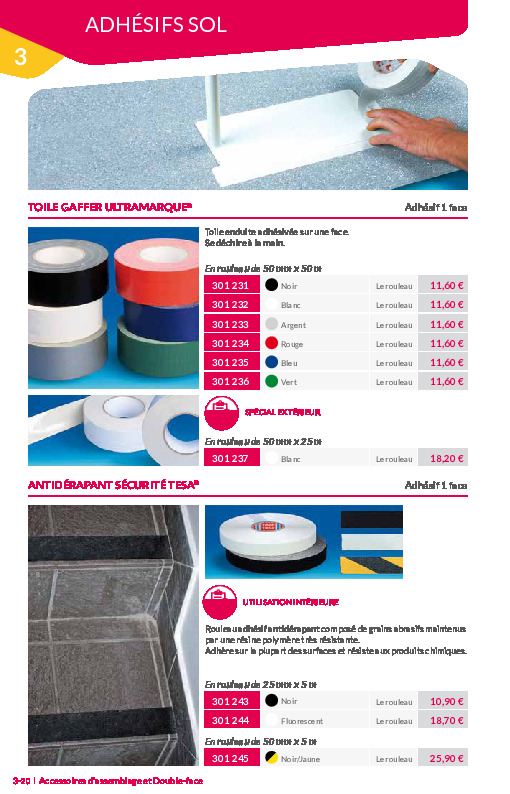 ADHÉSIFS SOL
3
TOILE GAFFER ULTRAMARQUE® Adhésif 1 face
Toile enduite adhésivée sur une face.
Se déchire à la main.
En rouleau de 50 mm x 50 m
301 231 Noir Le rouleau 11,60 €
301 232 Blanc Le rouleau 11,60 €
301 233 Argent Le rouleau 11,60 €
301 234 Rouge Le rouleau 11,60 €
301 235 Bleu Le rouleau 11,60 €
301 236 Vert Le rouleau 11,60 €
SPÉCIAL EXTÉRIEUR
En rouleau de 50 mm x 25 m
301 237 Blanc Le rouleau 18,20 €
ANTIDÉRAPANT SÉCURITÉ TESA® Adhésif 1 face
UTILISATION INTÉRIEURE
Rouleau adhésif antidérapant composé de grains abrasifs maintenus
par une résine polymère très résistante.
Adhère sur la plupart des surfaces et résiste aux produits chimiques.
En rouleau de 25 mm x 5 m
301 243 Noir Le rouleau 10,90 €
301 244 Fluorescent Le rouleau 18,70 €
En rouleau de 50 mm x 5 m
301 245 Noir/Jaune Le rouleau 25,90 €
3-20 | Accessoires d'assemblage et Double-face